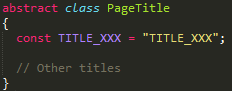 abstract class PageTitle
{
  const TITLE_XXX = "TITLE_XXX";

  // Other titles
}